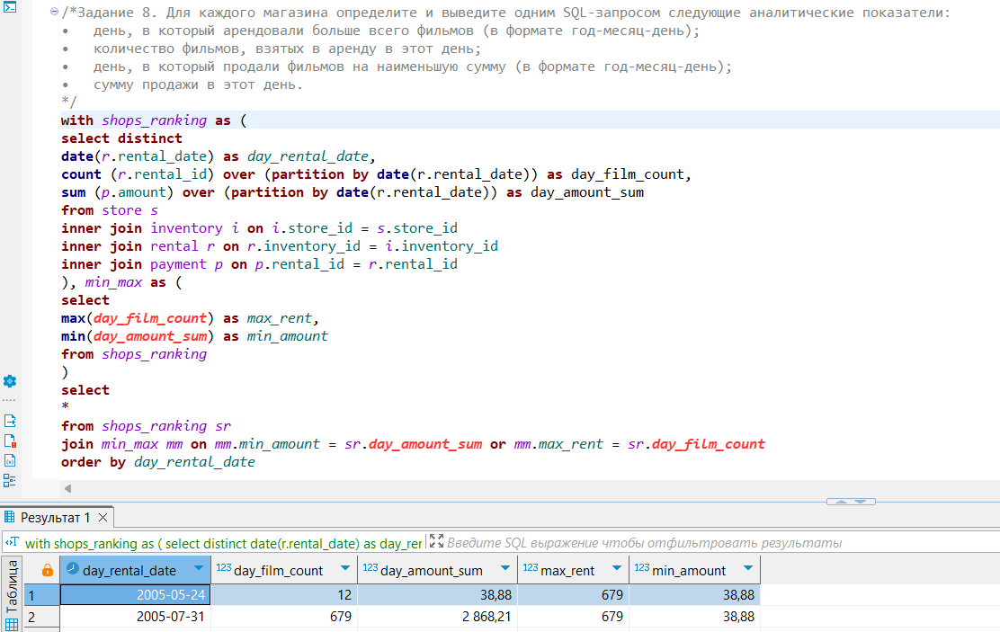 /*Задание 8. Для каждого магазина определите и выведите одним SQL-запросом следующие аналитические показатели:
• день, в который арендовали больше всего фильмов (в формате год-месяц-день);
• количество фильмов, взятых в аренду в этот день;
• день, в который продали фильмов на наименьшую сумму (в формате год-месяц-день);
• сумму продажи в этот день.
*/
with shops_ranking as (
select distinct
date(r.rental_date) as day_rental_date,
count (r.rental_id) over (partition by date(r.rental_date)) as day_film_count,
sum (p.amount) over (partition by date(r.rental_date)) as day_amount_sum
from store s
inner join inventory i on i.store_id = s.store_id
inner join rental r on r.inventory_id = i.inventory_id
inner join payment p on p.rental_id = r.rental_id
), min_max as (
select
max(day_film_count) as max_rent,
min(day_amount_sum) as min_amount
from shops_ranking
)
select
*
from shops_ranking sr
join min_max mm on mm.min_amount = sr.day_amount_sum or mm.max_rent = sr.day_film_count
order by day_rental_date
Результат 1
with shops_ranking as ( select distinct date(r.rental_date) as day_rer Введите SQL выражение чтобы отфильтровать результаты
Таблица
day_rental_date 123 day_film_count 123 day_amount_sum 123 max_rent 123 min_amount
1 2005-05-24 12 38,88 679 38,88
2 2005-07-31 679 2 868,21 679 38,88